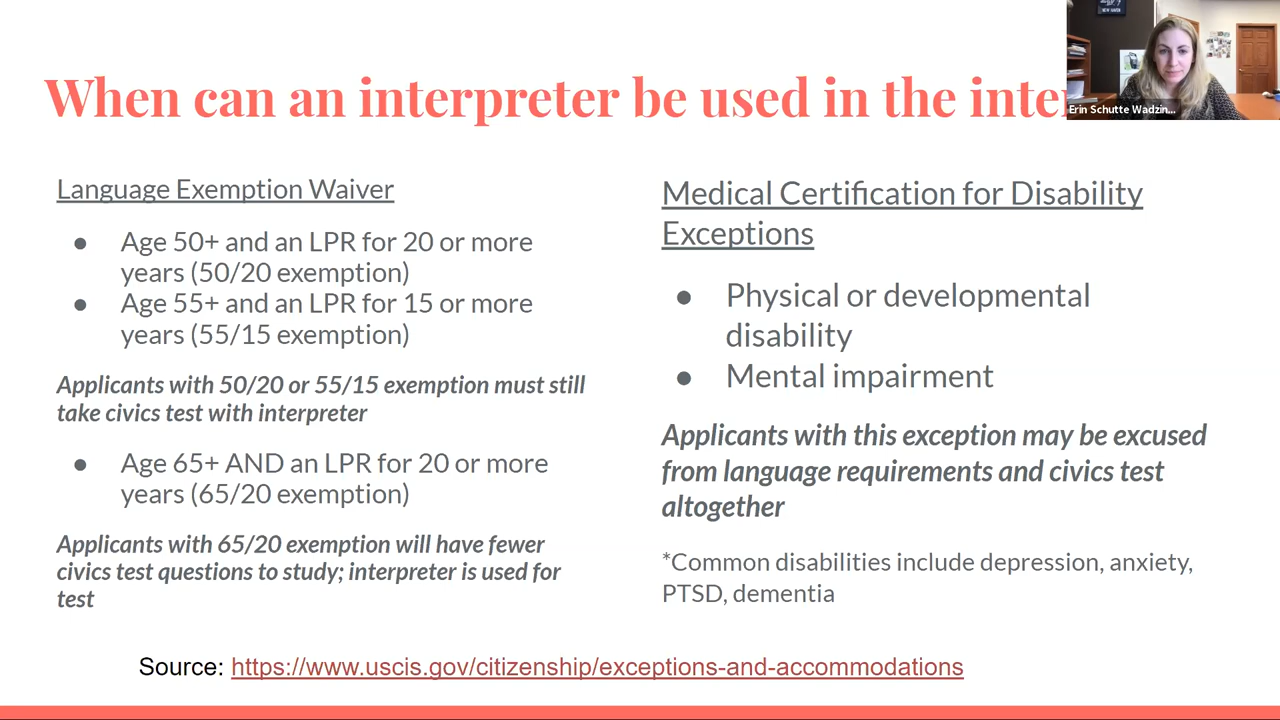 When can an interpreter be used in the inter
Erin Schutte Wadzin...
Language Exemption Waiver
● Age 50+ and an LPR for 20 or more
years (50/20 exemption)
● Age 55+ and an LPR for 15 or more
years (55/15 exemption)
Applicants with 50/20 or 55/15 exemption must still
take civics test with interpreter
● Age 65+ AND an LPR for 20 or more
years (65/20 exemption)
Applicants with 65/20 exemption will have fewer
civics test questions to study; interpreter is used for
test
Medical Certification for Disability
Exceptions
● Physical or developmental
disability
● Mental impairment
Applicants with this exception may be excused
from language requirements and civics test
altogether
*Common disabilities include depression, anxiety,
PTSD, dementia
Source: https://www.uscis.gov/citizenship/exceptions-and-accommodations